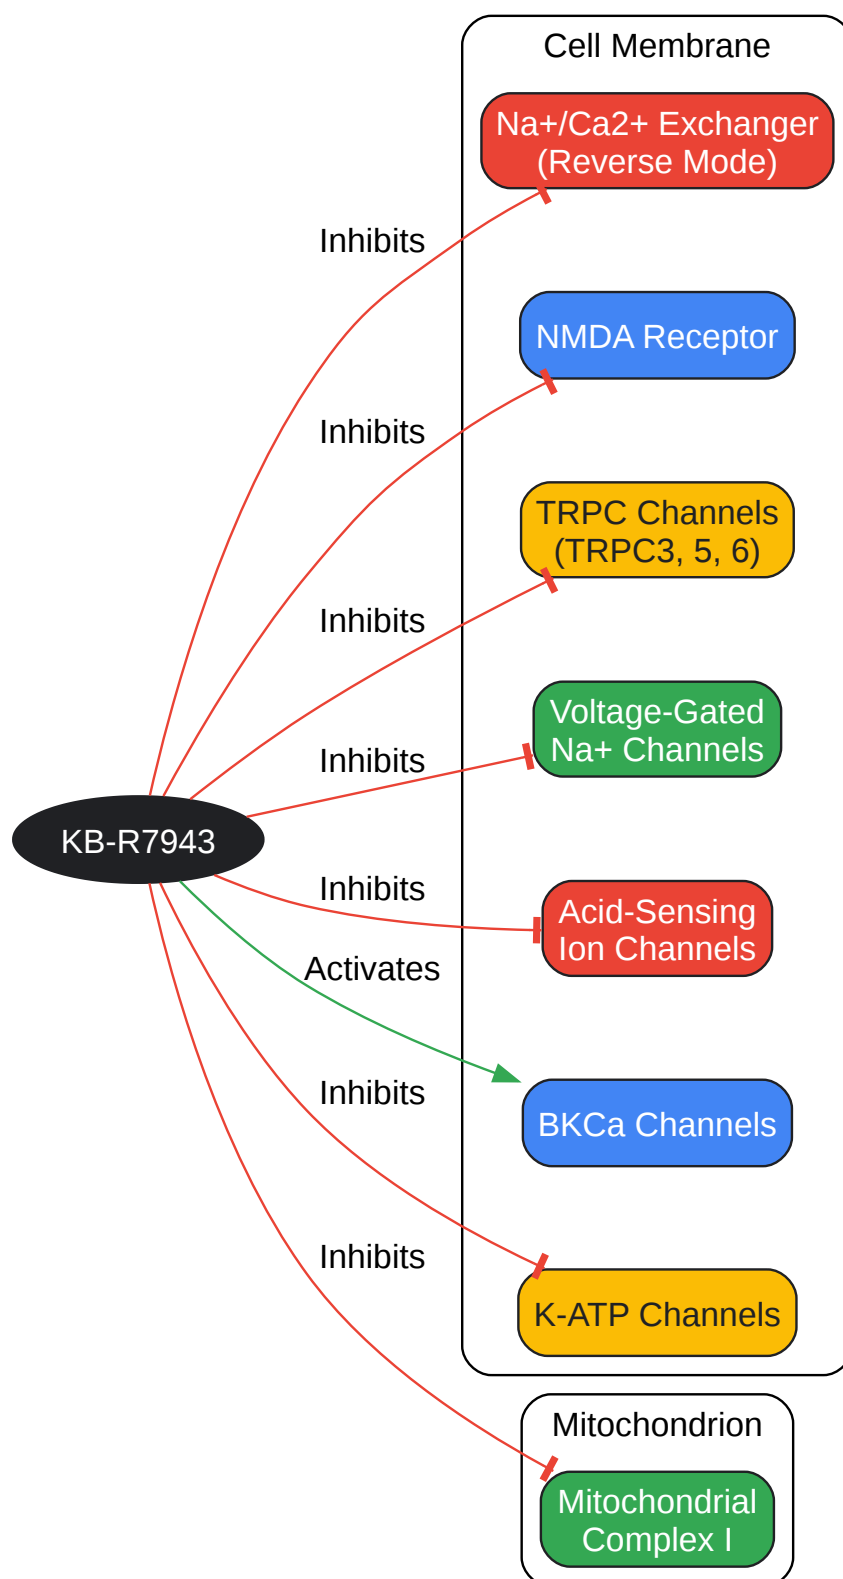 Cell Membrane
Na+/Ca2+ Exchanger
(Reverse Mode)
Inhibits
NMDA Receptor
Inhibits
TRPC Channels
(TRPC3, 5, 6)
Inhibits
Voltage-Gated
Na+ Channels
Inhibits
KB-R7943
Inhibits
Acid-Sensing
Ion Channels
Activates
Inhibits
BKCa Channels
Inhibits
K-ATP Channels
Mitochondrion
Mitochondrial
Complex I